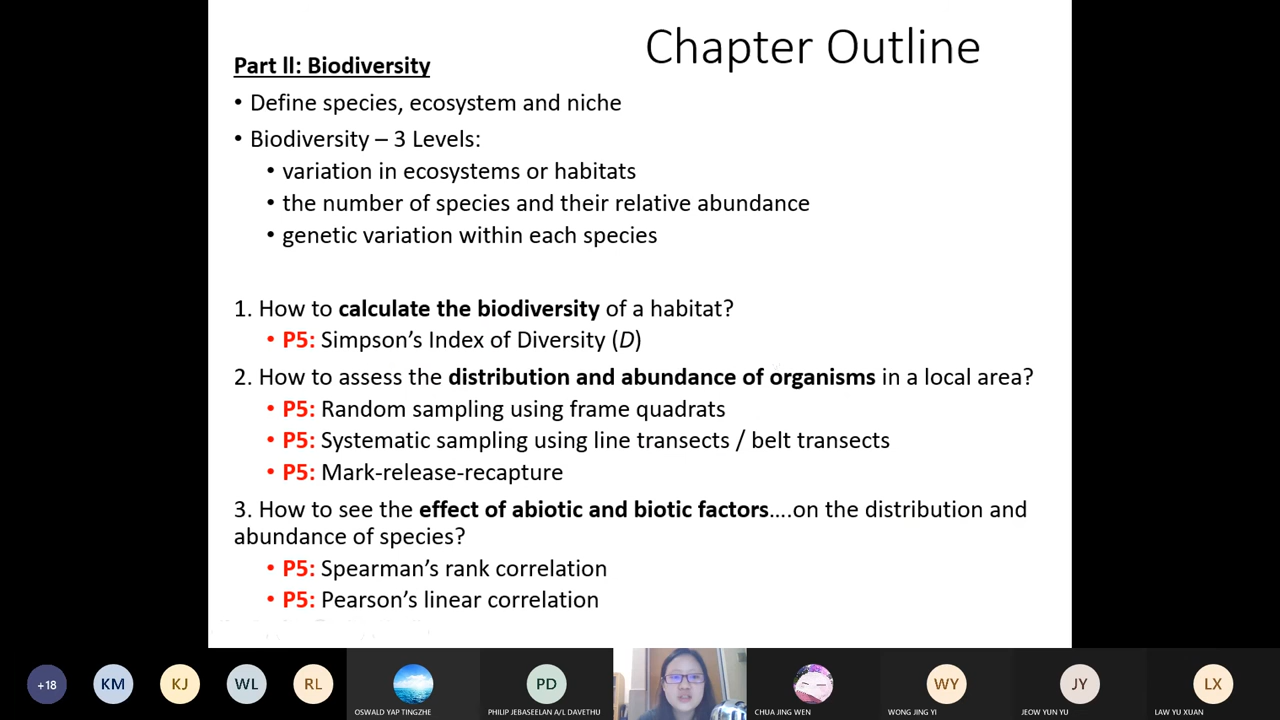 Chapter Outline
Part ll: Biodiversity
• Define species, ecosystem and niche
• Biodiversity – 3 Levels:
• variation in ecosystems or habitats
• the number of species and their relative abundance
• genetic variation within each species
1. How to calculate the biodiversity of a habitat?
• P5: Simpson’s Index of Diversity (D)
2. How to assess the distribution and abundance of organisms in a local area?
• P5: Random sampling using frame quadrats
• P5: Systematic sampling using line transects / belt transects
• P5: Mark-release-recapture
3. How to see the effect of abiotic and biotic factors….on the distribution and
abundance of species?
• P5: Spearman’s rank correlation
• P5: Pearson’s linear correlation
+18 KM KJ WL RL PD WY JY LX
OSWALD YAP TINGZHE PHILIP JEBASEELAN A/L DAVETHU CHUA JING WEN WONG JING YI JEOW YUN YU LAW YU XUAN